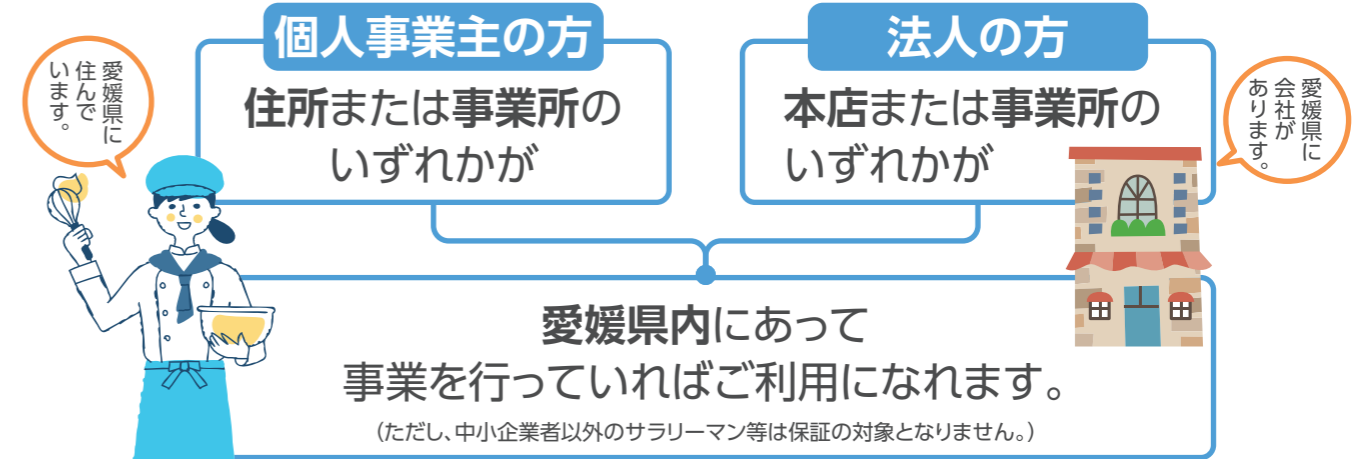 個人事業主の方
愛媛県に
住んで
います。
住所または事業所の
いずれかが
法人の方
愛媛県に
会社が
あります。
本店または事業所の
いずれかが
愛媛県内にあって
事業を行っていればご利用になれます。
(ただし、中小企業者以外のサラリーマン等は保証の対象となりません。)